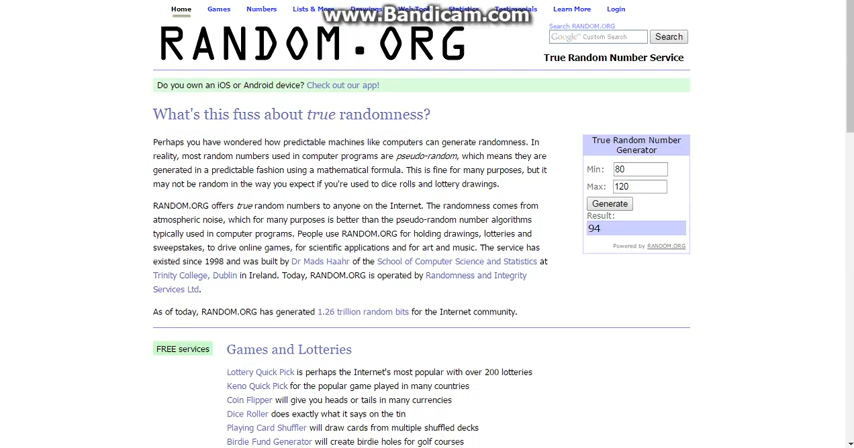 Home Games Numbers Lists & More Drawings Web Tools Statistics Testimonials Learn More Login
www.Bandicam.com
Search RANDOM.ORG
Google™ Custom Search Search
RANDOM.ORG
True Random Number Service
Do you own an iOS or Android device? Check out our app!
What's this fuss about true randomness?
Perhaps you have wondered how predictable machines like computers can generate randomness. In
reality, most random numbers used in computer programs are pseudo-random, which means they are
generated in a predictable fashion using a mathematical formula. This is fine for many purposes, but it
may not be random in the way you expect if you're used to dice rolls and lottery drawings.
RANDOM.ORG offers true random numbers to anyone on the Internet. The randomness comes from
atmospheric noise, which for many purposes is better than the pseudo-random number algorithms
typically used in computer programs. People use RANDOM.ORG for holding drawings, lotteries and
sweepstakes, to drive online games, for scientific applications and for art and music. The service has
existed since 1998 and was built by Dr Mads Haahr of the School of Computer Science and Statistics at
Trinity College, Dublin in Ireland. Today, RANDOM.ORG is operated by Randomness and Integrity
Services Ltd.
As of today, RANDOM.ORG has generated 1.26 trillion random bits for the Internet community.
True Random Number
Generator
Min: 80
Max: 120
Generate
Result:
94
Powered by RANDOM.ORG
FREE services
Games and Lotteries
Lottery Quick Pick is perhaps the Internet's most popular with over 200 lotteries
Keno Quick Pick for the popular game played in many countries
Coin Flipper will give you heads or tails in many currencies
Dice Roller does exactly what it says on the tin
Playing Card Shuffler will draw cards from multiple shuffled decks
Birdie Fund Generator will create birdie holes for golf courses